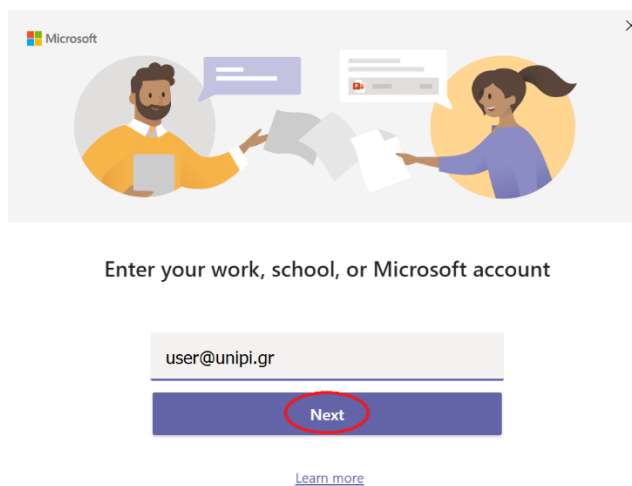 Microsoft
Enter your work, school, or Microsoft account
user@unipi.gr
Next
Learn more